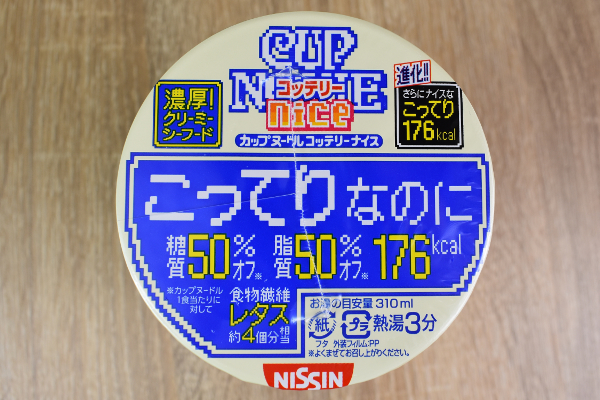 CUP
NOODLE
コッテリー
nice
カップヌードルコッテリーナイス
濃厚!
クリーミー
シーフード
進化!!
さらにナイスな
こってり
176kcal
こってりなのに
糖質50%オフ※ 脂質50%オフ※ 176kcal
※カップヌードル
1食当たりに
対して
食物繊維
レタス
約4個分相当
お湯の目安量 310ml
紙 プラ 熱湯3分
フタ 外装フィルム:PP
※よくまぜてお召し上がりください。
NISSIN